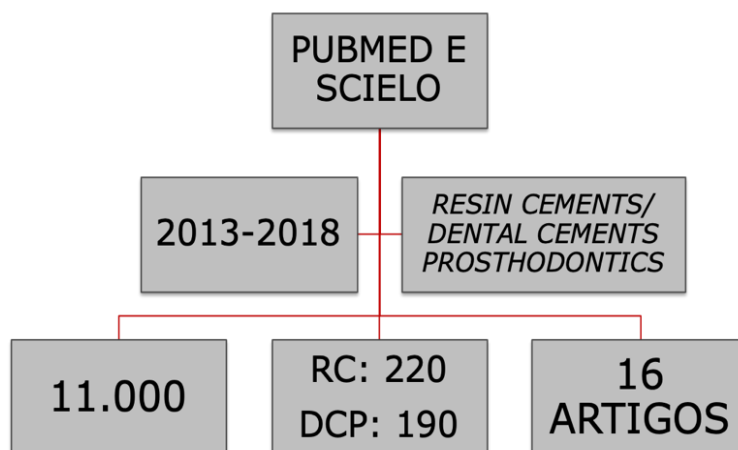 PUBMED E
SCIELO
2013-2018
RESIN CEMENTS/
DENTAL CEMENTS
PROSTHODONTICS
11.000
RC: 220
DCP: 190
16
ARTIGOS